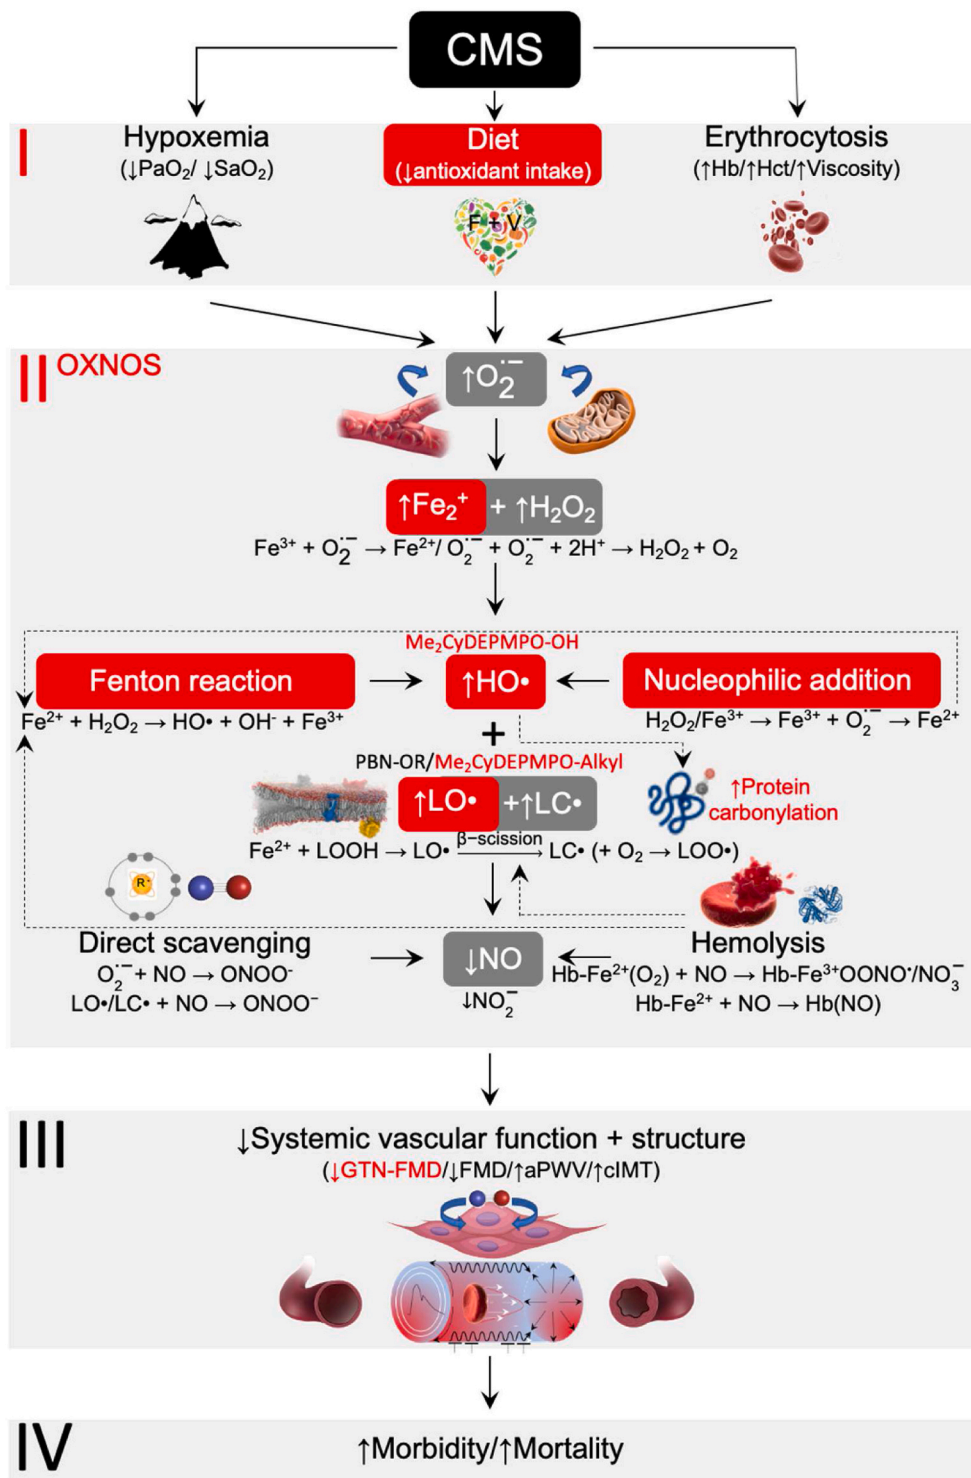 CMS
I
Hypoxemia
(↓PaO₂/ ↓SaO₂)
Diet
(↓antioxidant intake)
Erythrocytosis
(↑Hb/↑Hct/↑Viscosity)
F + V
II OXNOS
↑O₂˙⁻
↑Fe₂⁺ + ↑H₂O₂
Fe³⁺ + O₂˙⁻ → Fe²⁺/ O₂˙⁻ + O₂˙⁻ + 2H⁺ → H₂O₂ + O₂
Me₂CyDEPMPO-OH
Fenton reaction
↑HO•
Nucleophilic addition
Fe²⁺ + H₂O₂ → HO• + OH⁻ + Fe³⁺
H₂O₂/Fe³⁺ → Fe³⁺ + O₂˙⁻ → Fe²⁺
+
PBN-OR/Me₂CyDEPMPO-Alkyl
↑LO• +↑LC•
↑Protein
carbonylation
Fe²⁺ + LOOH → LO• β−scission → LC• (+ O₂ → LOO•)
R•
Direct scavenging
O₂˙⁻ + NO → ONOO⁻
LO•/LC• + NO → ONOO⁻
↓NO
↓NO₂⁻
Hemolysis
Hb-Fe²⁺(O₂) + NO → Hb-Fe³⁺OONO•/NO₃⁻
Hb-Fe²⁺ + NO → Hb(NO)
III
↓Systemic vascular function + structure
(↓GTN-FMD/↓FMD/↑aPWV/↑cIMT)
IV
↑Morbidity/↑Mortality